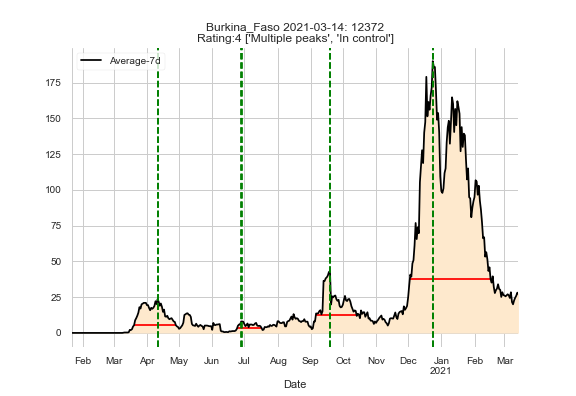 Burkina_Faso 2021-03-14: 12372
Rating:4 ['Multiple peaks', 'In control']
Average-7d
175
150
125
100
75
50
25
0
Feb Mar Apr May Jun Jul Aug Sep Oct Nov Dec Jan Feb Mar
2021
Date